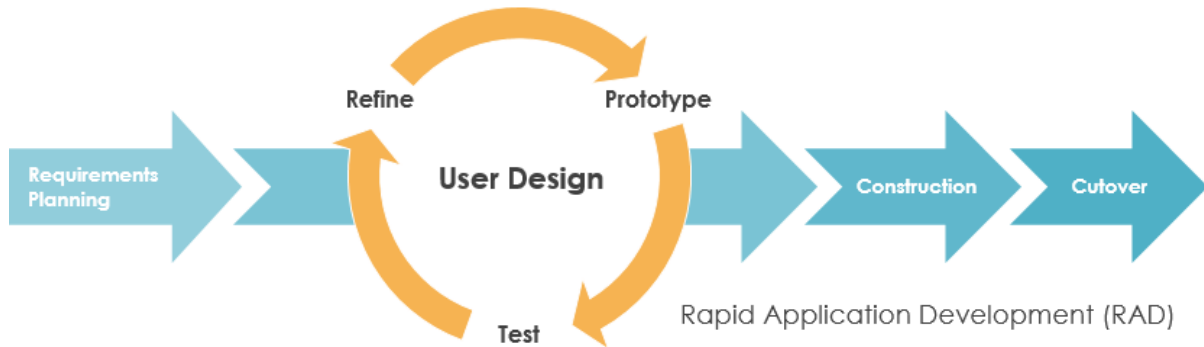 Refine
Prototype
Requirements
Planning
User Design
Construction
Cutover
Test
Rapid Application Development (RAD)